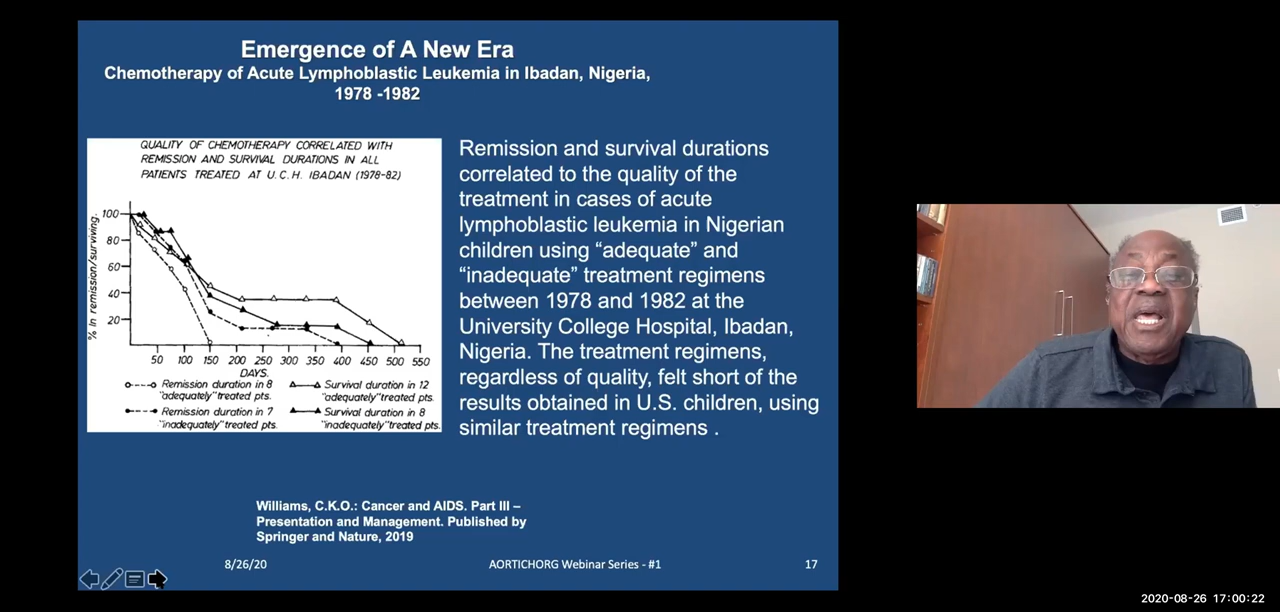 Emergence of A New Era
Chemotherapy of Acute Lymphoblastic Leukemia in Ibadan, Nigeria,
1978 -1982
QUALITY OF CHEMOTHERAPY CORRELATED WITH
REMISSION AND SURVIVAL DURATIONS IN ALL
PATIENTS TREATED AT U.C.H. IBADAN (1978-82)
% in remission/surviving.
100
80
60
40
20
50 100 150 200 250 300 350 400 450 500 550
DAYS.
Remission duration in 8
"adequately" treated pts.
Survival duration in 12
"adequately" treated pts.
Remission duration in 7
"inadequately" treated pts.
Survival duration in 8
"inadequately" treated pts.
Remission and survival durations
correlated to the quality of the
treatment in cases of acute
lymphoblastic leukemia in Nigerian
children using “adequate” and
“inadequate” treatment regimens
between 1978 and 1982 at the
University College Hospital, Ibadan,
Nigeria. The treatment regimens,
regardless of quality, felt short of the
results obtained in U.S. children, using
similar treatment regimens .
Williams, C.K.O.: Cancer and AIDS. Part III –
Presentation and Management. Published by
Springer and Nature, 2019
8/26/20
AORTICHORG Webinar Series - #1
17
2020-08-26 17:00:22